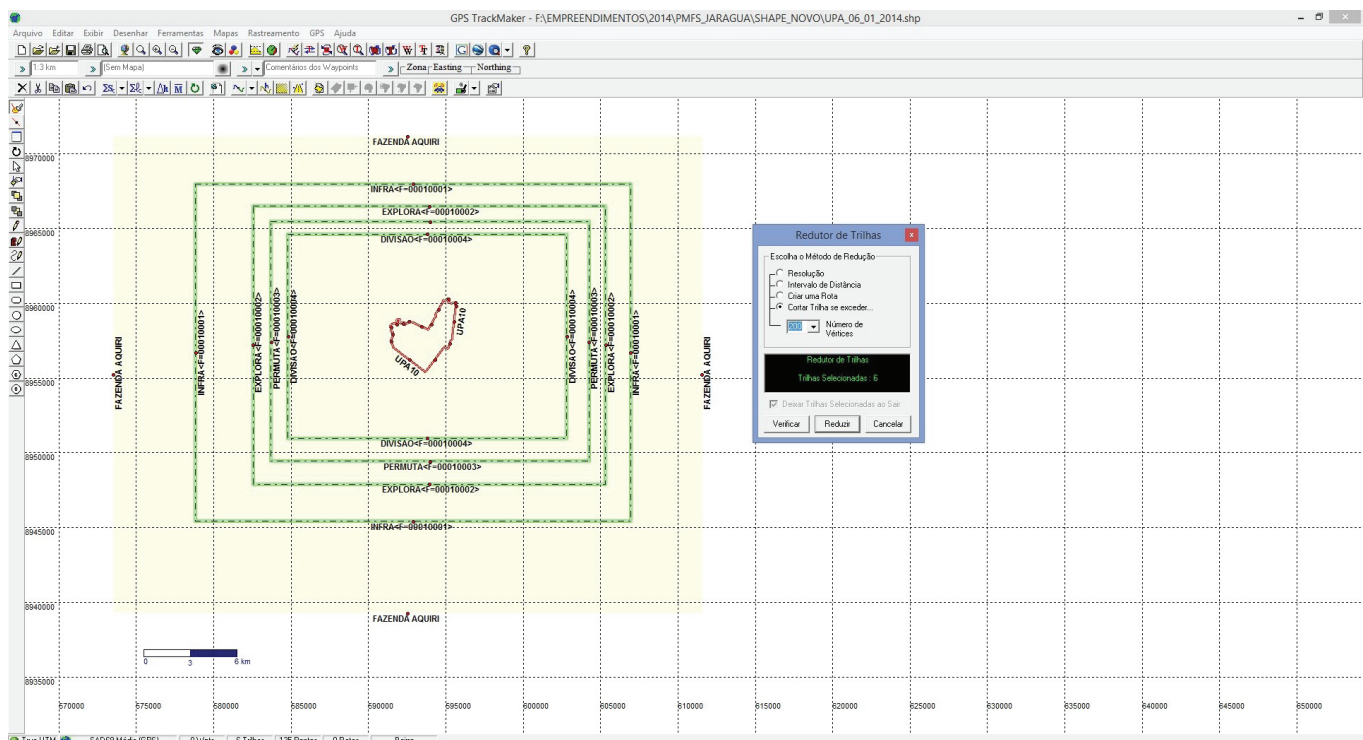 GPS TrackMaker - F:\EMPREENDIMENTOS\2014\PMFS_JARAGUA\SHAPE_NOVO\UPA_06_01_2014.shp
Arquivo Editar Exibir Desenhar Ferramentas Mapas Rastreamento GPS Ajuda
1:3 km (Sem Mapa) Comentários dos Waypoints Zona Easting Northing
FAZENDA AQUIRI
8970000
INFRA<F=00010001>
EXPLORA<F=00010002>
8965000
DIVISAO<F=00010004>
8960000
FAZENDA AQUIRI
INFRA<F=00010001>
EXPLORA<F=00010002>
PERMUTA<F=00010003>
DIVISAO<F=00010004>
UPA10
UPA10
DIVISAO<F=00010004>
PERMUTA<F=00010003>
EXPLORA<F=00010002>
INFRA<F=00010001>
FAZENDA AQUIRI
8955000
DIVISAO<F=00010004>
8950000
PERMUTA<F=00010003>
EXPLORA<F=00010002>
INFRA<F=00010001>
8945000
8940000
FAZENDA AQUIRI
0 3 6 km
8935000
570000 575000 580000 585000 590000 595000 600000 605000 610000 615000 620000 625000 630000 635000 640000 645000 650000
Redutor de Trilhas
Escolha o Método de Redução
Resolução
Intervalo de Distância
Criar uma Rota
Cortar Trilha se exceder...
200 Número de
Vértices
Redutor de Trilhas
Trilhas Selecionadas : 6
Deixar Trilhas Selecionadas ao Sair
Verificar Reduzir Cancelar